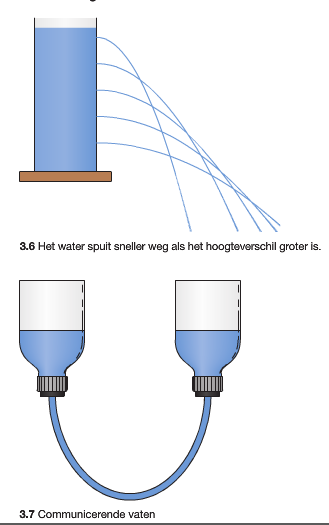 3.6 Het water spuit sneller weg als het hoogteverschil groter is.
3.7 Communicerende vaten